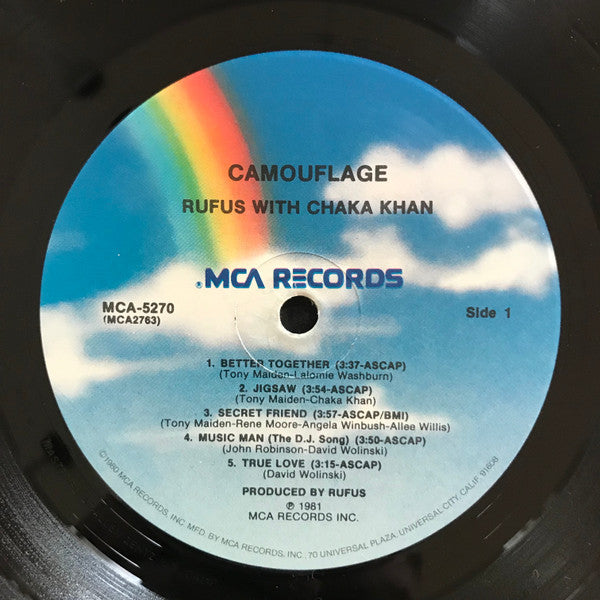 CAMOUFLAGE
RUFUS WITH CHAKA KHAN
®MCA RECORDS
MCA-5270
(MCA2763)
Side 1
1. BETTER TOGETHER (3:37-ASCAP)
(Tony Maiden-Lalomie Washburn)
2. JIGSAW (3:54-ASCAP)
(Tony Maiden-Chaka Khan)
3. SECRET FRIEND (3:57-ASCAP/BMI)
(Tony Maiden-Rene Moore-Angela Winbush-Allee Willis)
4. MUSIC MAN (The D.J. Song) (3:50-ASCAP)
(John Robinson-David Wolinski)
5. TRUE LOVE (3:15-ASCAP)
(David Wolinski)
PRODUCED BY RUFUS
℗ 1981
MCA RECORDS INC.
©1980 MCA RECORDS, INC. MFD. BY MCA RECORDS, INC. 70 UNIVERSAL PLAZA, UNIVERSAL CITY, CALIF. 91608